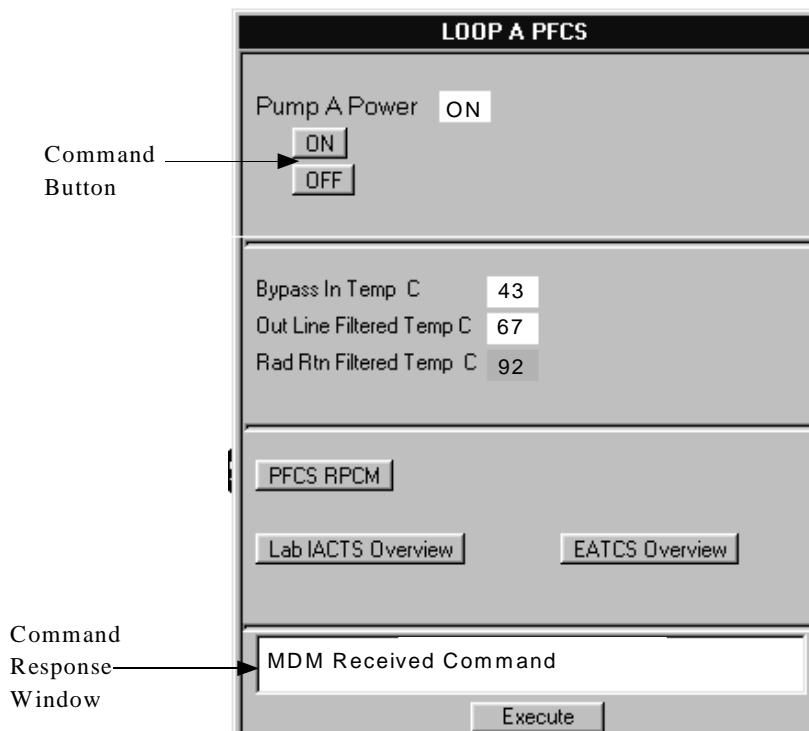 LOOP A PFCS
Pump A Power ON
ON
OFF
Command
Button
Bypass In Temp C 43
Out Line Filtered Temp C 67
Rad Rtn Filtered Temp C 92
PFCS RPCM
Lab IACTS Overview EATCS Overview
Command
Response
Window
MDM Received Command
Execute